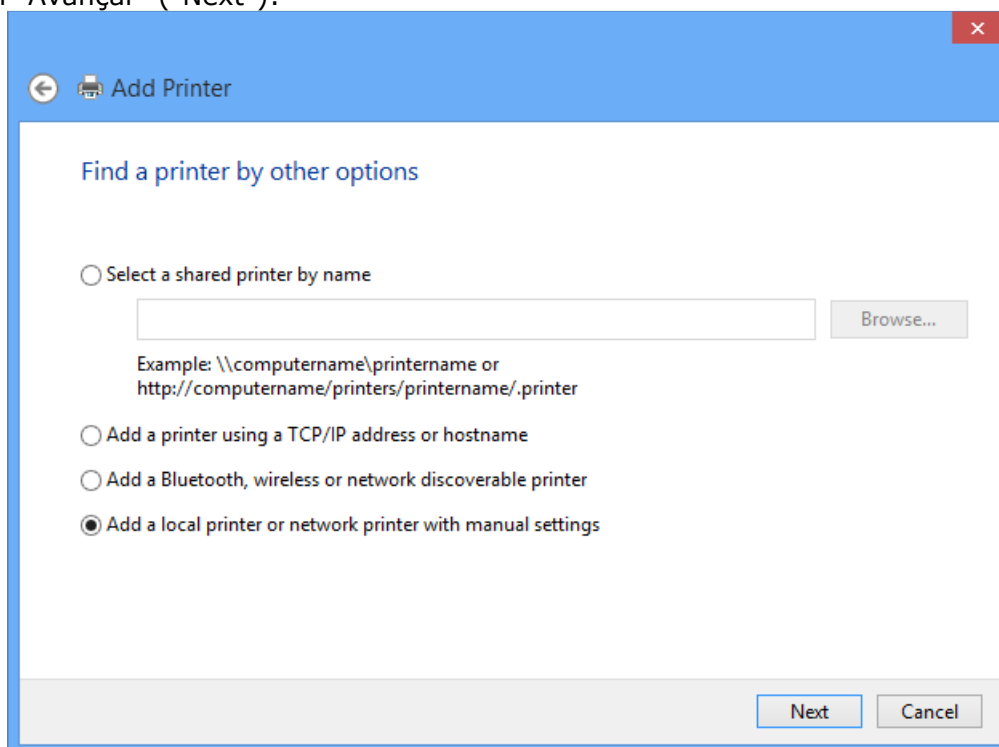 "Avançar" ("Next").
Add Printer
Find a printer by other options
Select a shared printer by name
Browse...
Example: \\computername\printername or
http://computername/printers/printername/.printer
Add a printer using a TCP/IP address or hostname
Add a Bluetooth, wireless or network discoverable printer
Add a local printer or network printer with manual settings
Next Cancel